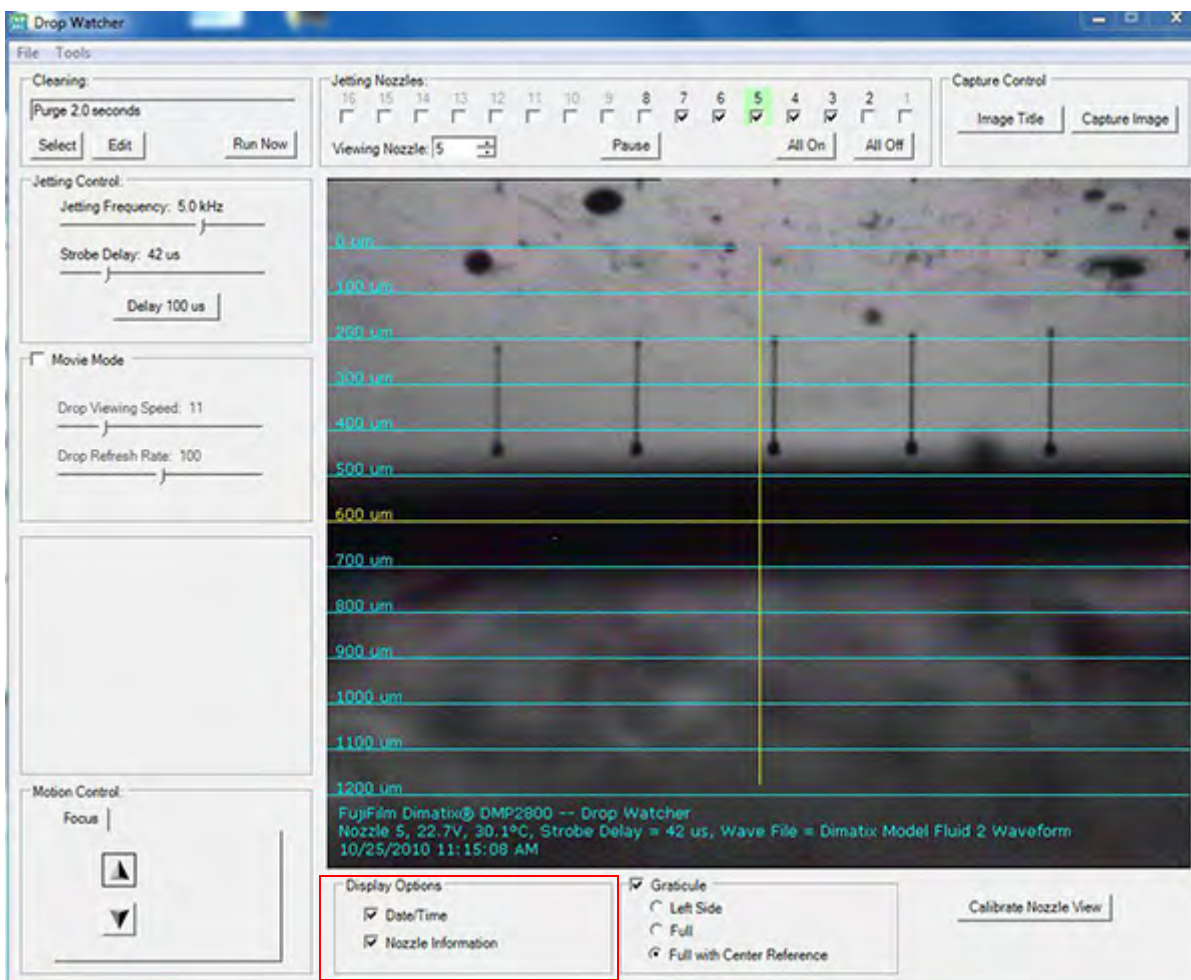 Drop Watcher
File Tools
Cleaning:
Purge 2.0 seconds
Select Edit Run Now
Jetting Nozzles:
16 15 14 13 12 11 10 9 8 7 6 5 4 3 2 1
Viewing Nozzle: 5 Pause All On All Off
Capture Control
Image Title Capture Image
Jetting Control:
Jetting Frequency: 5.0 kHz
Strobe Delay: 42 us
Delay 100 us
Movie Mode
Drop Viewing Speed: 11
Drop Refresh Rate: 100
Motion Control:
Focus
0 um
100 um
200 um
300 um
400 um
500 um
600 um
700 um
800 um
900 um
1000 um
1100 um
1200 um
FujiFilm Dimatix® DMP2800 -- Drop Watcher
Nozzle 5, 22.7V, 30.1ºC, Strobe Delay = 42 us, Wave File = Dimatix Model Fluid 2 Waveform
10/25/2010 11:15:08 AM
Display Options
Date/Time
Nozzle Information
Graticule
Left Side
Full
Full with Center Reference
Calibrate Nozzle View